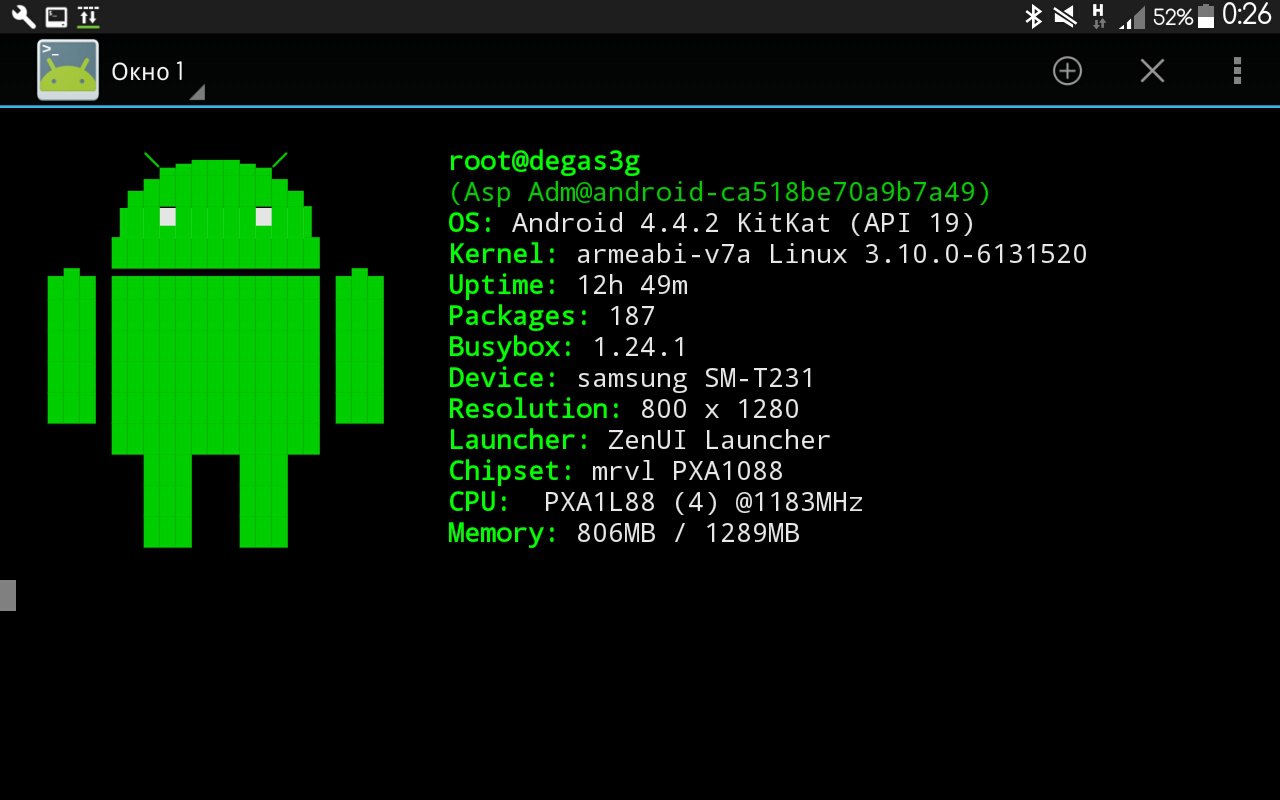 H 52% 0:26
>_ Окно 1
root@degas3g
(Asp Adm@android-ca518be70a9b7a49)
OS: Android 4.4.2 KitKat (API 19)
Kernel: armeabi-v7a Linux 3.10.0-6131520
Uptime: 12h 49m
Packages: 187
Busybox: 1.24.1
Device: samsung SM-T231
Resolution: 800 x 1280
Launcher: ZenUI Launcher
Chipset: mrvl PXA1088
CPU:  PXA1L88 (4) @1183MHz
Memory: 806MB / 1289MB